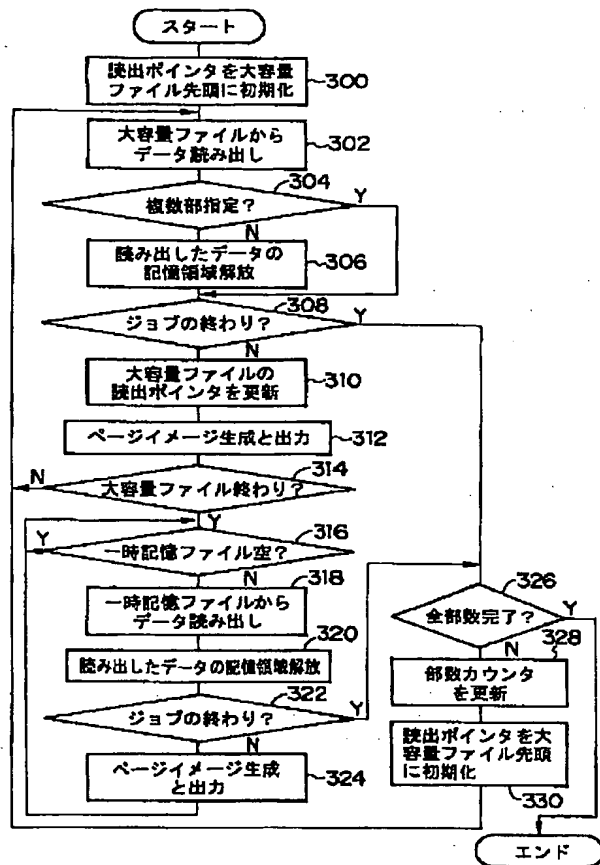 スタート
読出ポインタを大容量
ファイル先頭に初期化
300
大容量ファイルから
データ読み出し
302
304
複数部指定?
Y
N
読み出したデータの
記憶領域解放
306
308
ジョブの終わり?
Y
N
大容量ファイルの
読出ポインタを更新
310
ページイメージ生成と出力
312
314
N
大容量ファイル終わり?
Y
316
Y
一時記憶ファイル空?
N
318
一時記憶ファイルから
データ読み出し
320
読み出したデータの記憶領域解放
322
ジョブの終わり?
Y
N
ページイメージ生成
と出力
324
326
全部数完了?
Y
N
328
部数カウンタ
を更新
読出ポインタを大
容量ファイル先頭
に初期化
330
エンド